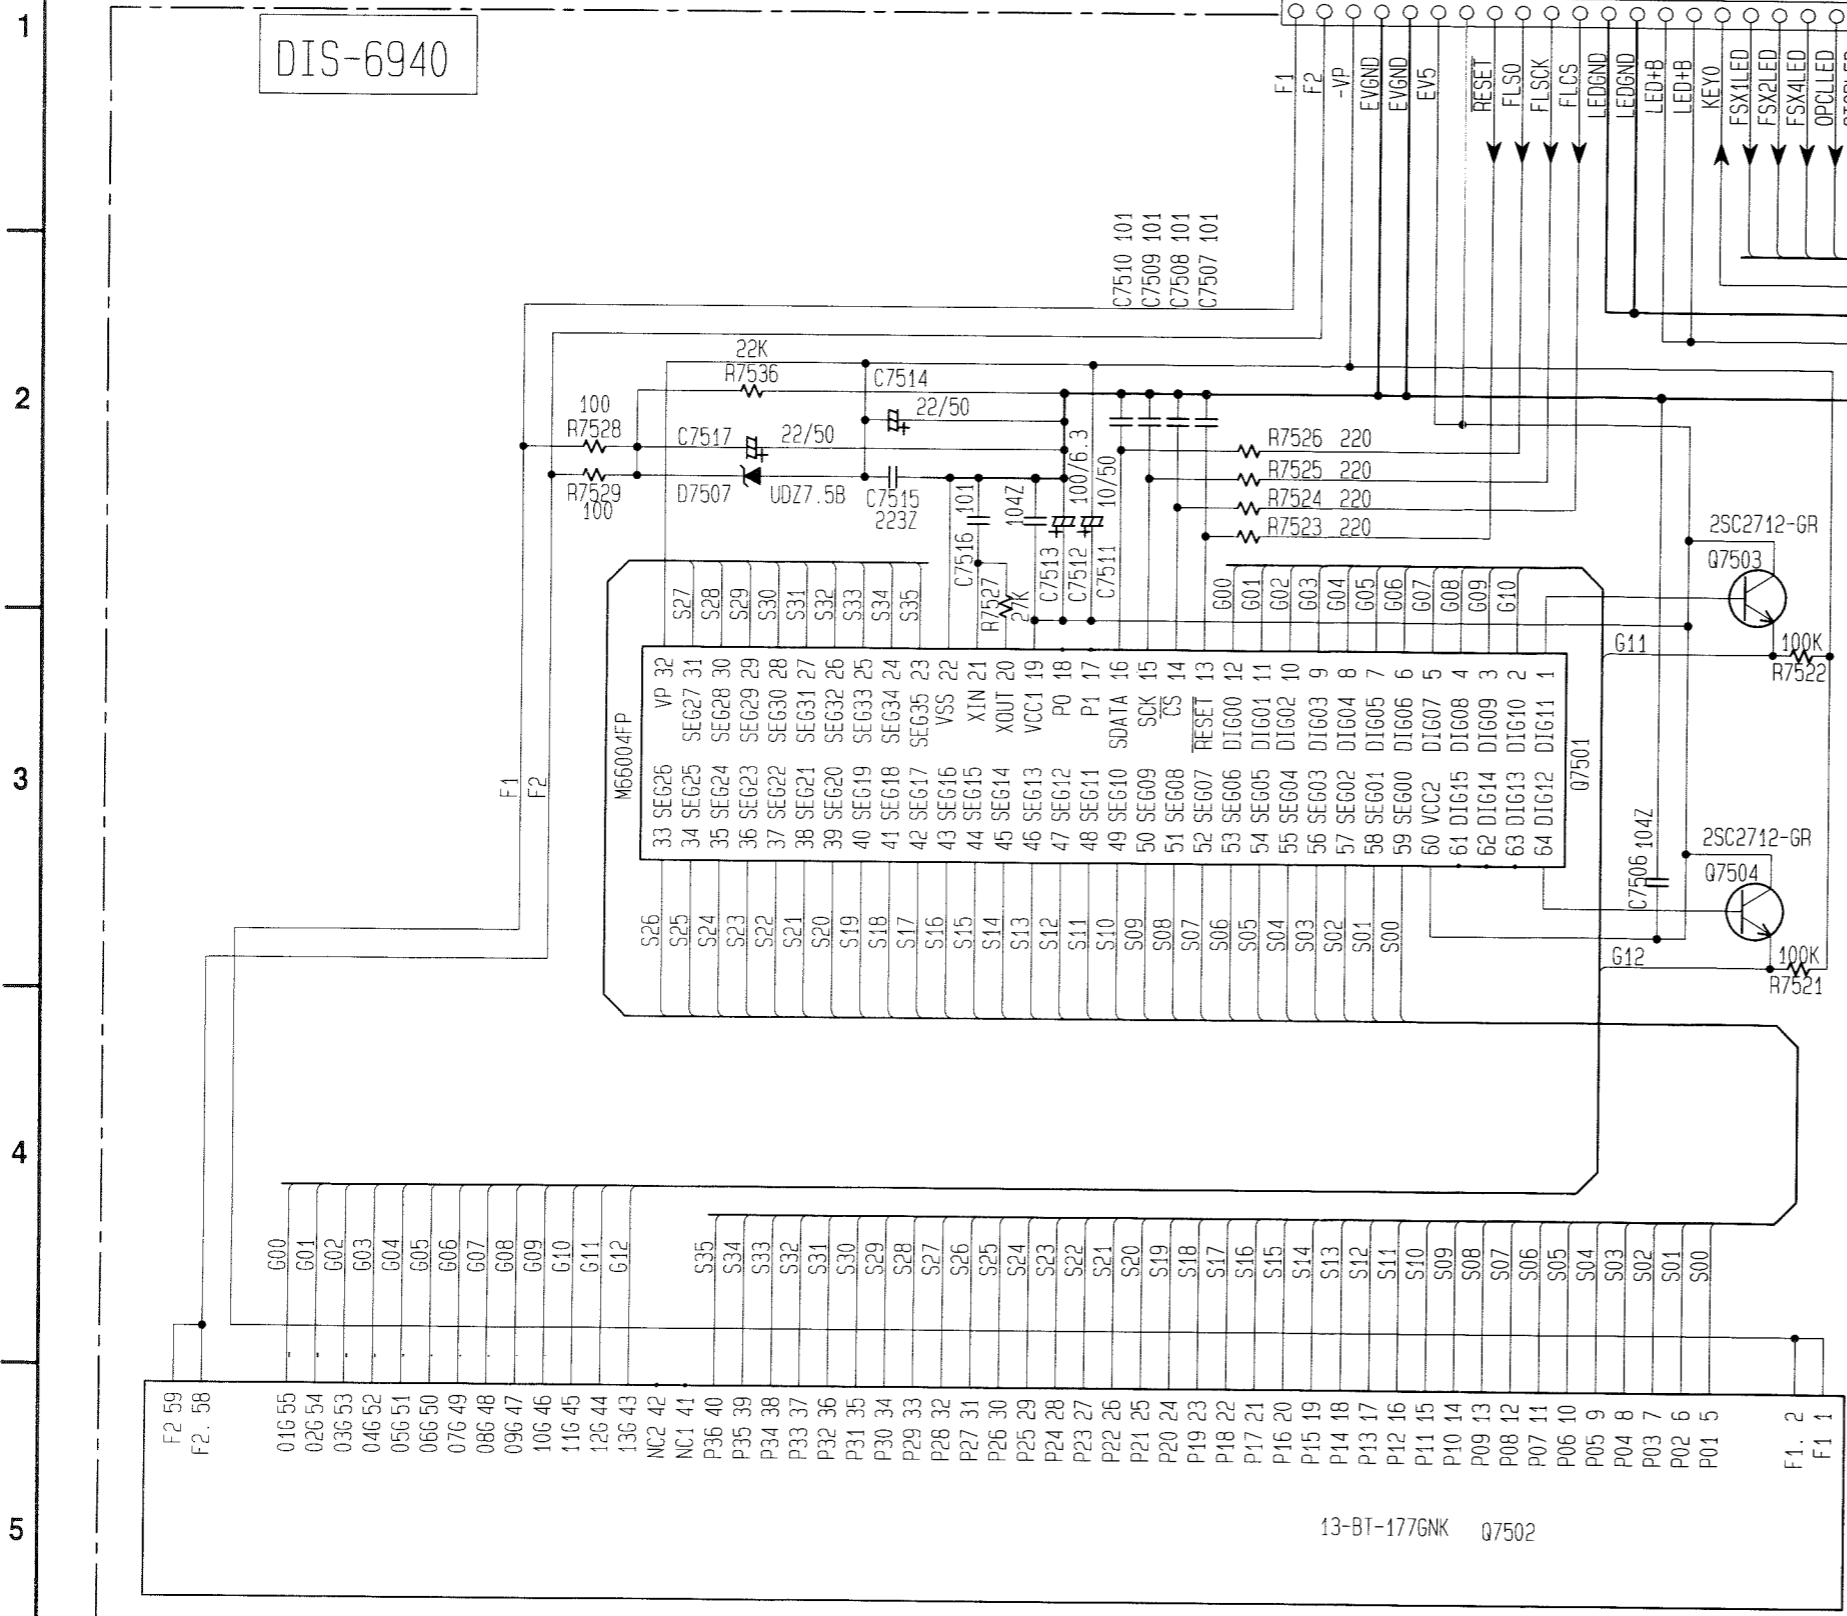 1
2
3
4
5
DIS-6940
F1
F2
-VP
EVGND
EVGND
EV5
RESET
FLSO
FLSCK
FLCS
LEDGND
LEDGND
LED+B
LED+B
KEY0
FSX1LED
FSX2LED
FSX4LED
OPCLED
C7510 101
C7509 101
C7508 101
C7507 101
22K
R7536
C7514
22/50
100
R7528
C7517
22/50
R7529
100
D7507
UDZ7.5B
C7515
223Z
C7516 101
R7527
27K
104Z
C7513
100/6.3
C7512
10/50
C7511
R7526 220
R7525 220
R7524 220
R7523 220
2SC2712-GR
Q7503
100K
R7522
G11
S27
S28
S29
S30
S31
S32
S33
S34
S35
G00
G01
G02
G03
G04
G05
G06
G07
G08
G09
G10
M66004FP
VP 32
SEG27 31
SEG28 30
SEG29 29
SEG30 28
SEG31 27
SEG32 26
SEG33 25
SEG34 24
SEG35 23
VSS 22
XIN 21
XOUT 20
VCC1 19
P0 18
P1 17
SDATA 16
SCK 15
CS 14
RESET 13
DIG00 12
DIG01 11
DIG02 10
DIG03 9
DIG04 8
DIG05 7
DIG06 6
DIG07 5
DIG08 4
DIG09 3
DIG10 2
DIG11 1
33 SEG26
34 SEG25
35 SEG24
36 SEG23
37 SEG22
38 SEG21
39 SEG20
40 SEG19
41 SEG18
42 SEG17
43 SEG16
44 SEG15
45 SEG14
46 SEG13
47 SEG12
48 SEG11
49 SEG10
50 SEG09
51 SEG08
52 SEG07
53 SEG06
54 SEG05
55 SEG04
56 SEG03
57 SEG02
58 SEG01
59 SEG00
60 VCC2
61 DIG15
62 DIG14
63 DIG13
64 DIG12
Q7501
F1
F2
C7506 104Z
2SC2712-GR
Q7504
100K
R7521
G12
S26
S25
S24
S23
S22
S21
S20
S19
S18
S17
S16
S15
S14
S13
S12
S11
S10
S09
S08
S07
S06
S05
S04
S03
S02
S01
S00
G00
G01
G02
G03
G04
G05
G06
G07
G08
G09
G10
G11
G12
S35
S34
S33
S32
S31
S30
S29
S28
S27
S26
S25
S24
S23
S22
S21
S20
S19
S18
S17
S16
S15
S14
S13
S12
S11
S10
S09
S08
S07
S06
S05
S04
S03
S02
S01
S00
F2 59
F2. 58
01G 55
02G 54
03G 53
04G 52
05G 51
06G 50
07G 49
08G 48
09G 47
10G 46
11G 45
12G 44
13G 43
NC2 42
NC1 41
P36 40
P35 39
P34 38
P33 37
P32 36
P31 35
P30 34
P29 33
P28 32
P27 31
P26 30
P25 29
P24 28
P23 27
P22 26
P21 25
P20 24
P19 23
P18 22
P17 21
P16 20
P15 19
P14 18
P13 17
P12 16
P11 15
P10 14
P09 13
P08 12
P07 11
P06 10
P05 9
P04 8
P03 7
P02 6
P01 5
F1. 2
F1 1
13-BT-177GNK Q7502